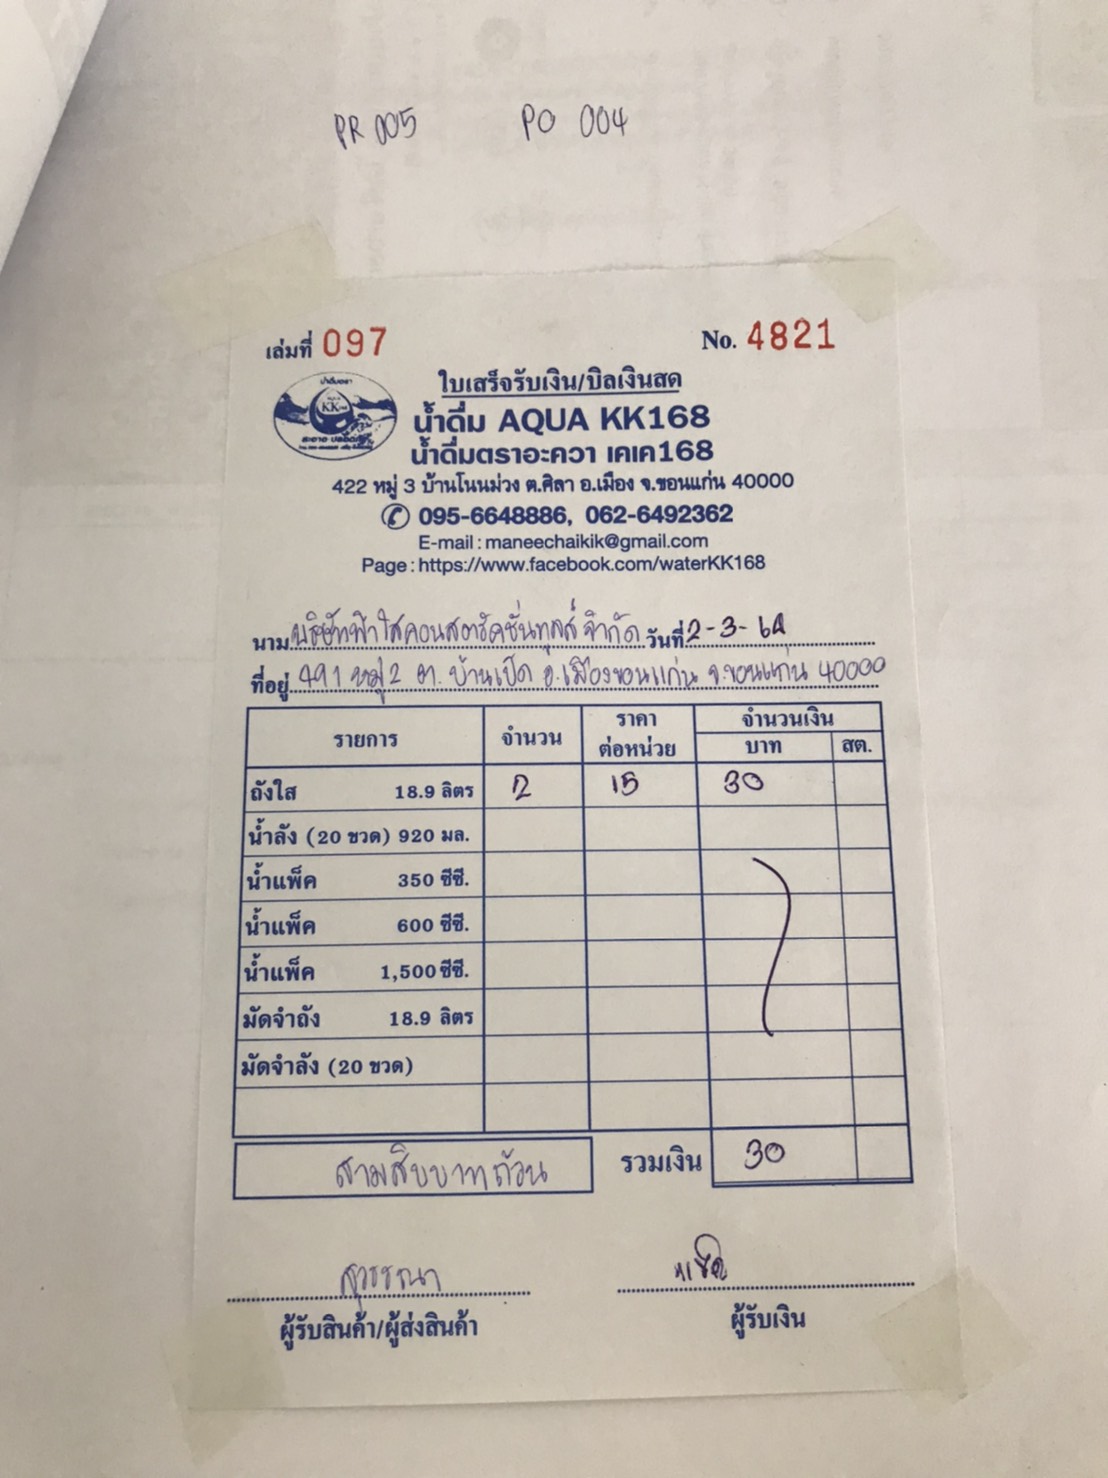 PR 005 PO 004
เล่มที่ 097 No. 4821
ใบเสร็จรับเงิน/บิลเงินสด
น้ำดื่ม AQUA KK168
น้ำดื่มตราอะควา เคเค168
422 หมู่ 3 บ้านโนนม่วง ต.ศิลา อ.เมือง จ.ขอนแก่น 40000
095-6648886, 062-6492362
E-mail : maneechaikik@gmail.com
Page : https://www.facebook.com/waterKK168
นาม บริษัทฟ้าใสคอนสตรัคชั่นทูลส์ จำกัด วันที่ 2-3-64
ที่อยู่ 491 หมู่ 2 ต. บ้านเป็ด อ.เมืองขอนแก่น จ.ขอนแก่น 40000
รายการ จำนวน ราคาต่อหน่วย จำนวนเงิน
บาท สต.
ถังใส 18.9 ลิตร 2 15 30
น้ำลัง (20 ขวด) 920 มล.
น้ำแพ็ค 350 ซีซี.
น้ำแพ็ค 600 ซีซี.
น้ำแพ็ค 1,500 ซีซี.
มัดจำถัง 18.9 ลิตร
มัดจำลัง (20 ขวด)
สามสิบบาทถ้วน รวมเงิน 30
สุวรรณา
ผู้รับสินค้า/ผู้ส่งสินค้า ผู้รับเงิน